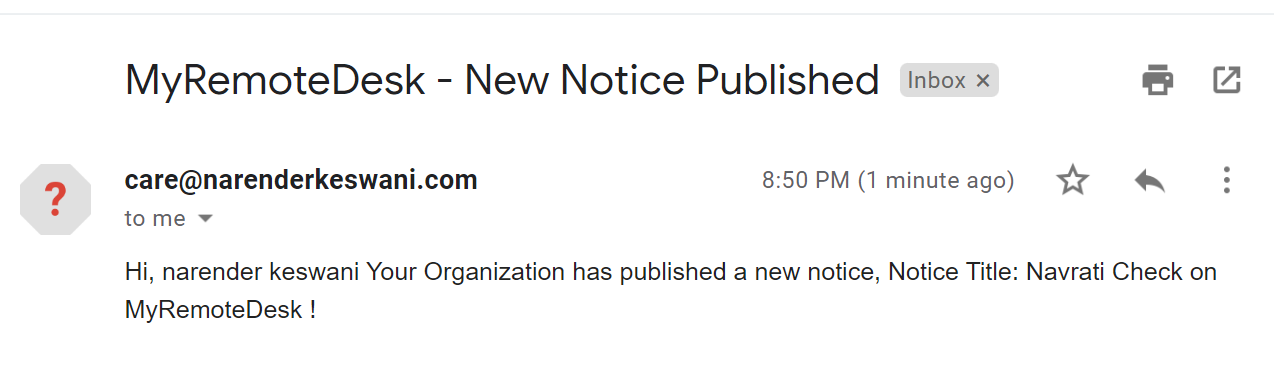 MyRemoteDesk - New Notice Published Inbox ×
?
care@narenderkeswani.com 8:50 PM (1 minute ago)
to me
Hi, narender keswani Your Organization has published a new notice, Notice Title: Navrati Check on
MyRemoteDesk !